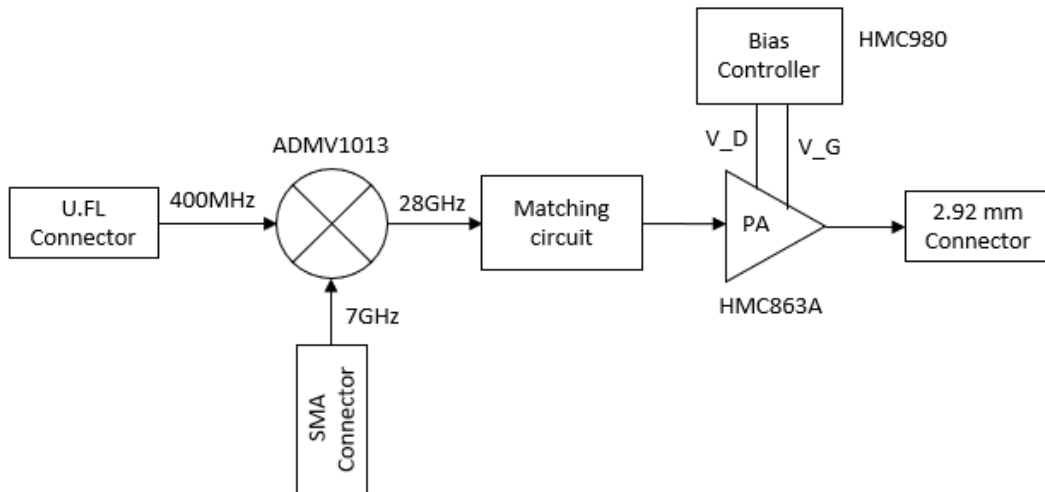 Bias
Controller
HMC980
V_D
V_G
ADMV1013
U.FL
Connector
400MHz
28GHz
Matching
circuit
PA
2.92 mm
Connector
HMC863A
7GHz
SMA
Connector